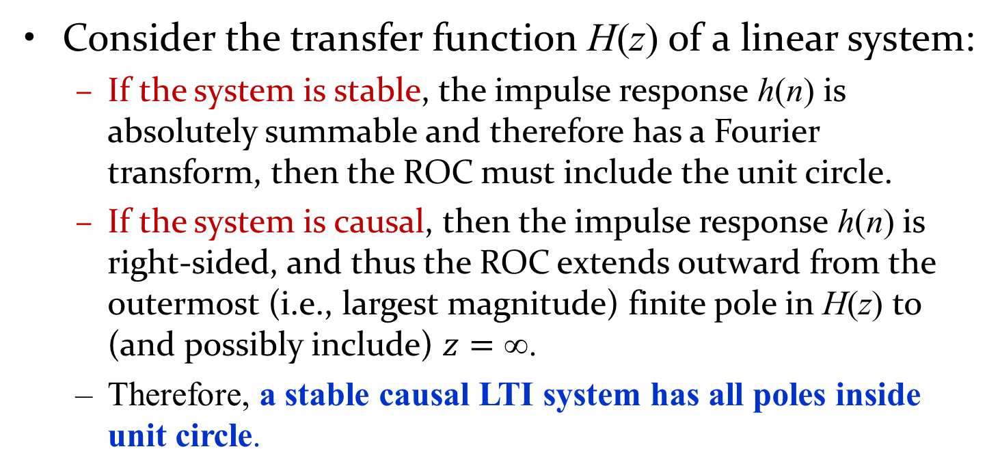 • Consider the transfer function H(z) of a linear system:
– If the system is stable, the impulse response h(n) is
absolutely summable and therefore has a Fourier
transform, then the ROC must include the unit circle.
– If the system is causal, then the impulse response h(n) is
right-sided, and thus the ROC extends outward from the
outermost (i.e., largest magnitude) finite pole in H(z) to
(and possibly include) z = ∞.
– Therefore, a stable causal LTI system has all poles inside
unit circle.